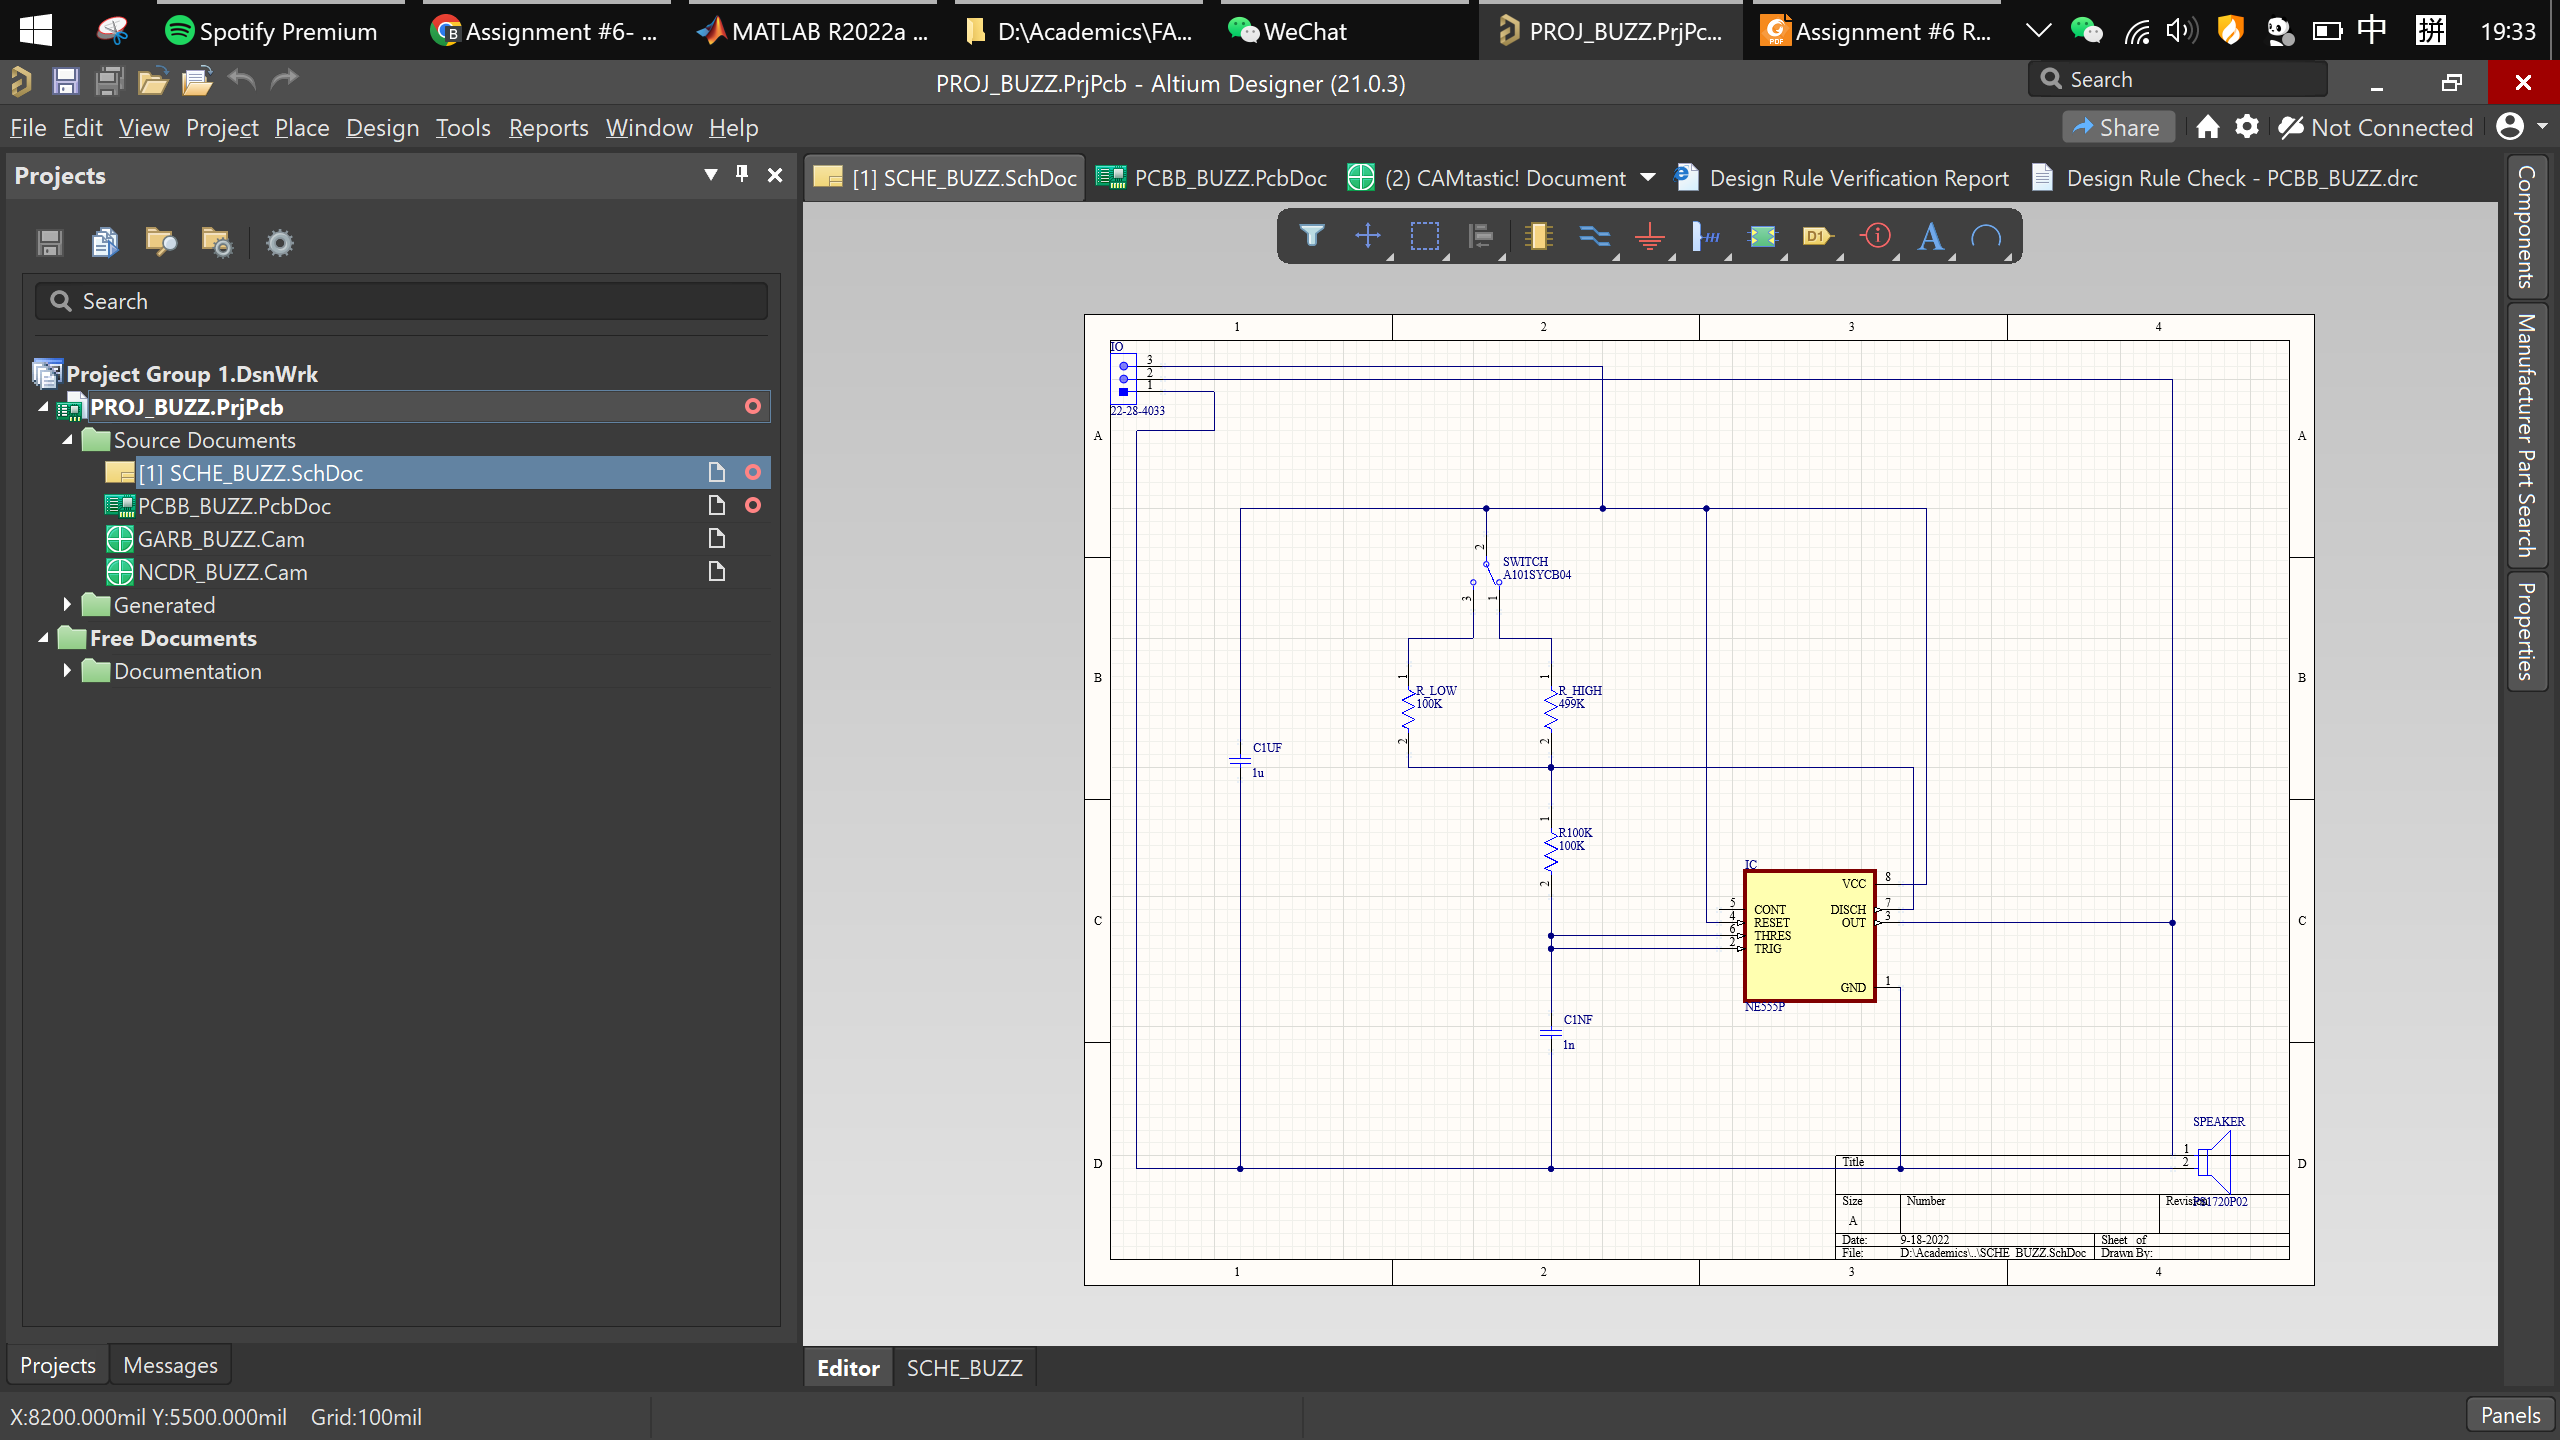 Spotify Premium
Assignment #6- ...
MATLAB R2022a ...
D:\Academics\FA...
WeChat
PROJ_BUZZ.PrjPc...
Assignment #6 R...
中
拼
19:33
PROJ_BUZZ.PrjPcb - Altium Designer (21.0.3)
Search
File Edit View Project Place Design Tools Reports Window Help
Share
Not Connected
Projects
[1] SCHE_BUZZ.SchDoc
PCBB_BUZZ.PcbDoc
(2) CAMtastic! Document
Design Rule Verification Report
Design Rule Check - PCBB_BUZZ.drc
Search
Project Group 1.DsnWrk
PROJ_BUZZ.PrjPcb
Source Documents
[1] SCHE_BUZZ.SchDoc
PCBB_BUZZ.PcbDoc
GARB_BUZZ.Cam
NCDR_BUZZ.Cam
Generated
Free Documents
Documentation
Components
Manufacturer Part Search
Properties
D1
A
1 2 3 4
IO
3
2
1
22-28-4033
A A
2
SWITCH
A101SYCB04
3 1
B B
1
R_LOW
100K
2
1
R_HIGH
499K
2
C1UF
1u
1
R100K
100K
2
IC
VCC 8
5 CONT DISCH 7
4 RESET OUT 3
6 THRES
2 TRIG
GND 1
NE555P
C C
C1NF
1n
SPEAKER
1
2
D D
Title
Size Number Revision
PS1720P02
A
Date: 9-18-2022 Sheet of
File: D:\Academics\..\SCHE_BUZZ.SchDoc Drawn By:
1 2 3 4
Projects Messages
Editor SCHE_BUZZ
X:8200.000mil Y:5500.000mil Grid:100mil
Panels